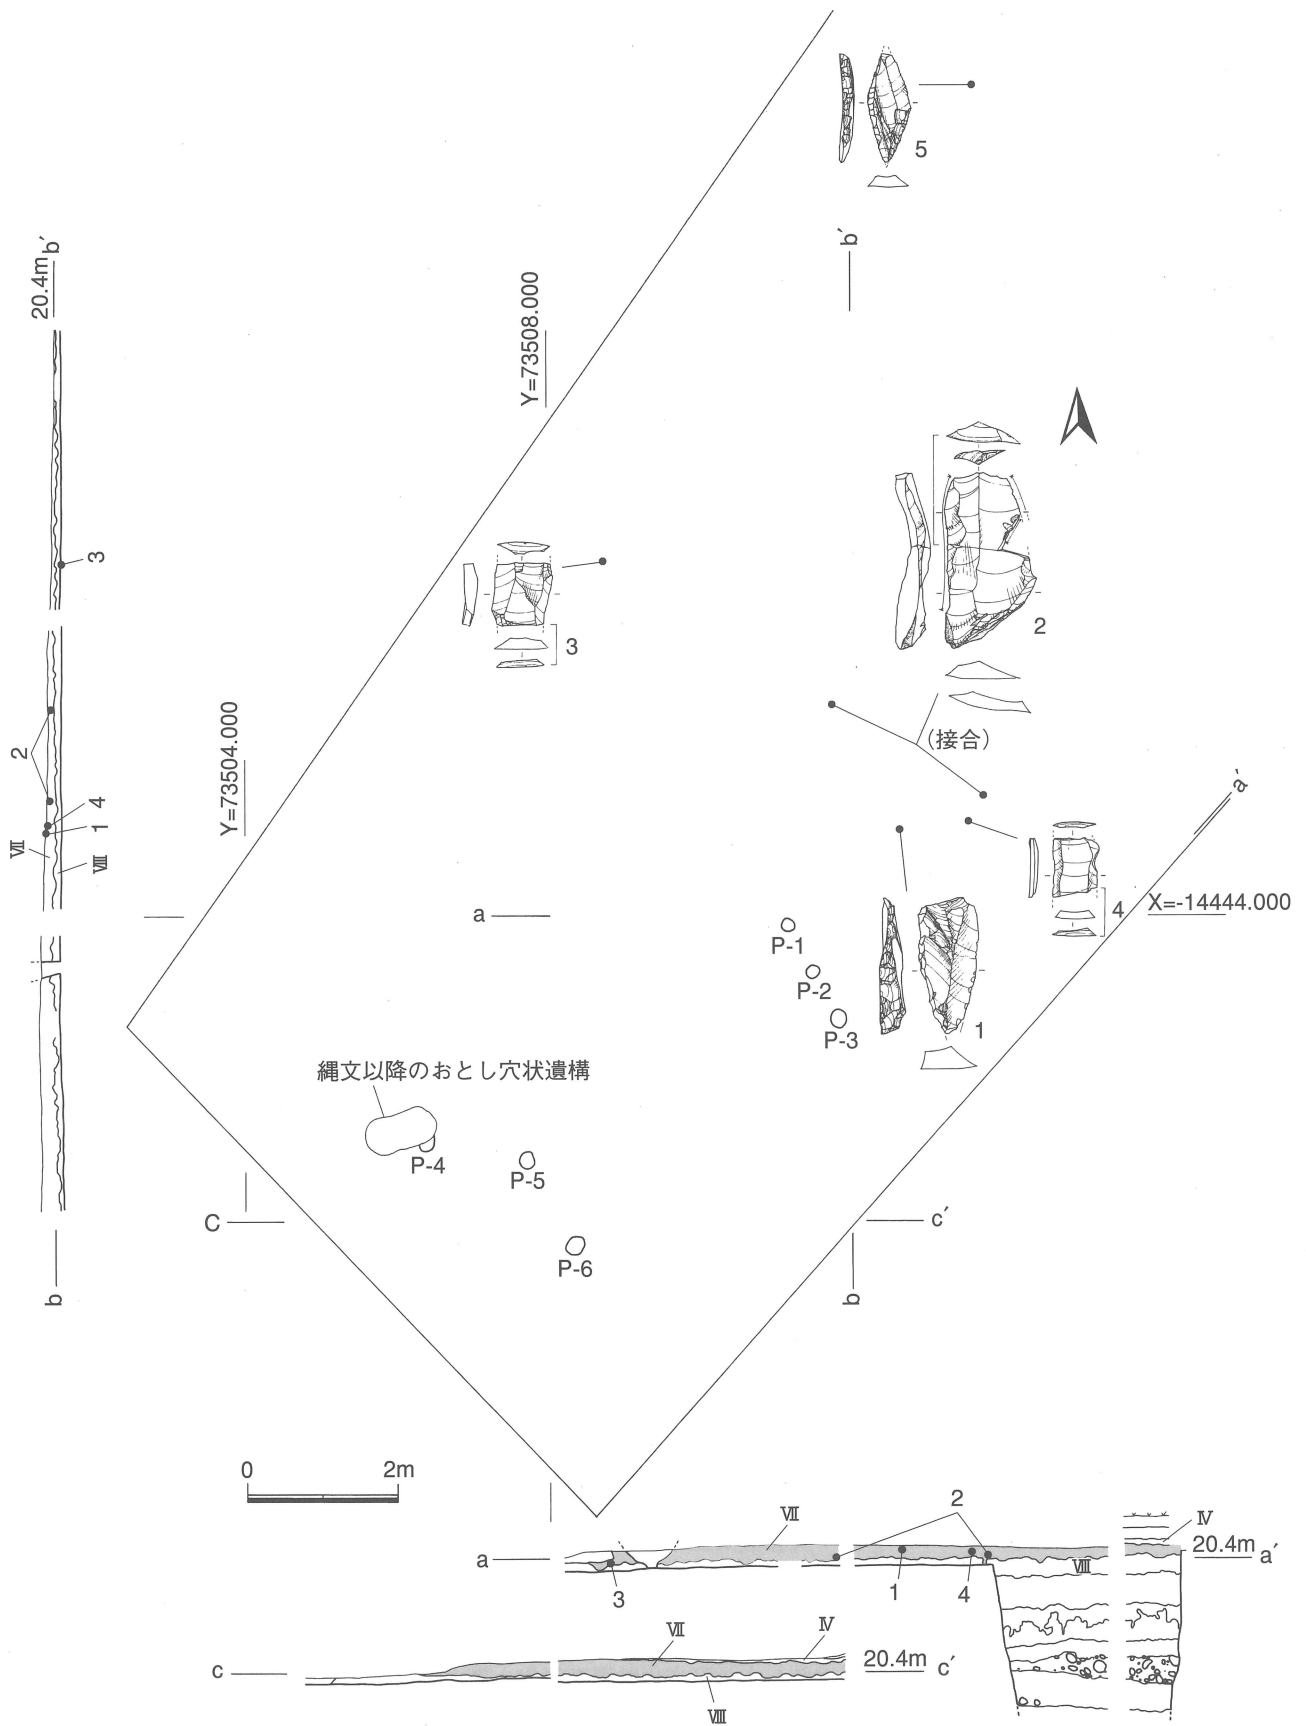 5
b′
20.4m b′
Y=73508.000
3
3
2
2
(接合)
Y=73504.000
4
1
Ⅶ
Ⅷ
a′
4
X=-14444.000
a
P-1
P-2
P-3
1
縄文以降のおとし穴状遺構
P-4
P-5
C
c′
P-6
b
b
0 2m
2
Ⅶ
Ⅳ
a
20.4m a′
Ⅷ
3
1
4
Ⅶ
Ⅳ
c
20.4m c′
Ⅷ